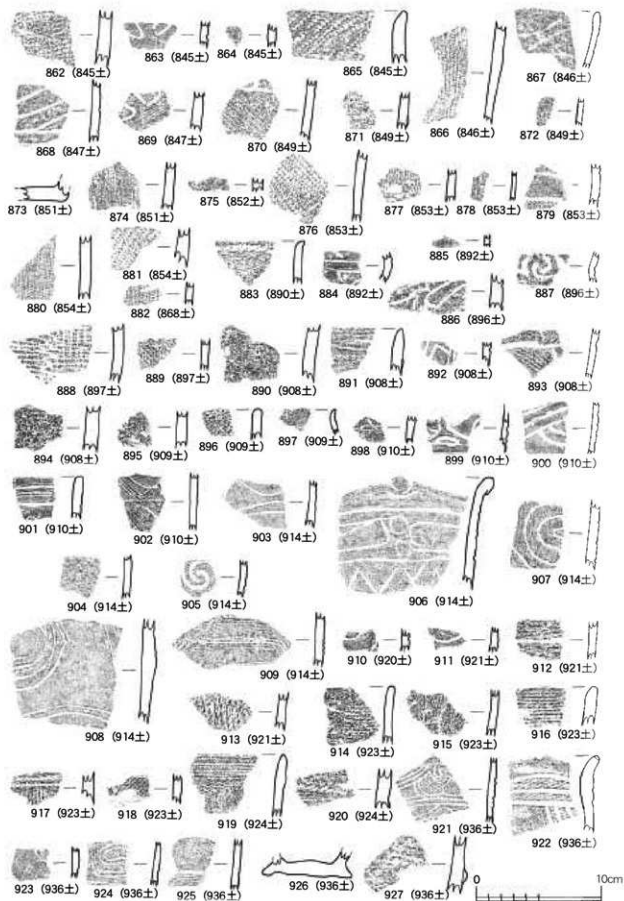 862 (845土) 863 (845土) 864 (845土) 865 (845土) 866 (846土) 867 (846土)
868 (847土) 869 (847土) 870 (849土) 871 (849土) 872 (849土)
873 (851土) 874 (851土) 875 (852土) 876 (853土) 877 (853土) 878 (853土) 879 (853土)
880 (854土) 881 (854土) 882 (868土) 883 (890土) 884 (892土) 885 (892土) 886 (896土) 887 (896土)
888 (897土) 889 (897土) 890 (908土) 891 (908土) 892 (908土) 893 (908土)
894 (908土) 895 (909土) 896 (909土) 897 (909土) 898 (910土) 899 (910土) 900 (910土)
901 (910土) 902 (910土) 903 (914土) 906 (914土) 907 (914土)
904 (914土) 905 (914土)
908 (914土) 909 (914土) 910 (920土) 911 (921土) 912 (921土)
913 (921土) 914 (923土) 915 (923土) 916 (923土)
917 (923土) 918 (923土) 919 (924土) 920 (924土) 921 (936土) 922 (936土)
923 (936土) 924 (936土) 925 (936土) 926 (936土) 927 (936土)
0 10cm